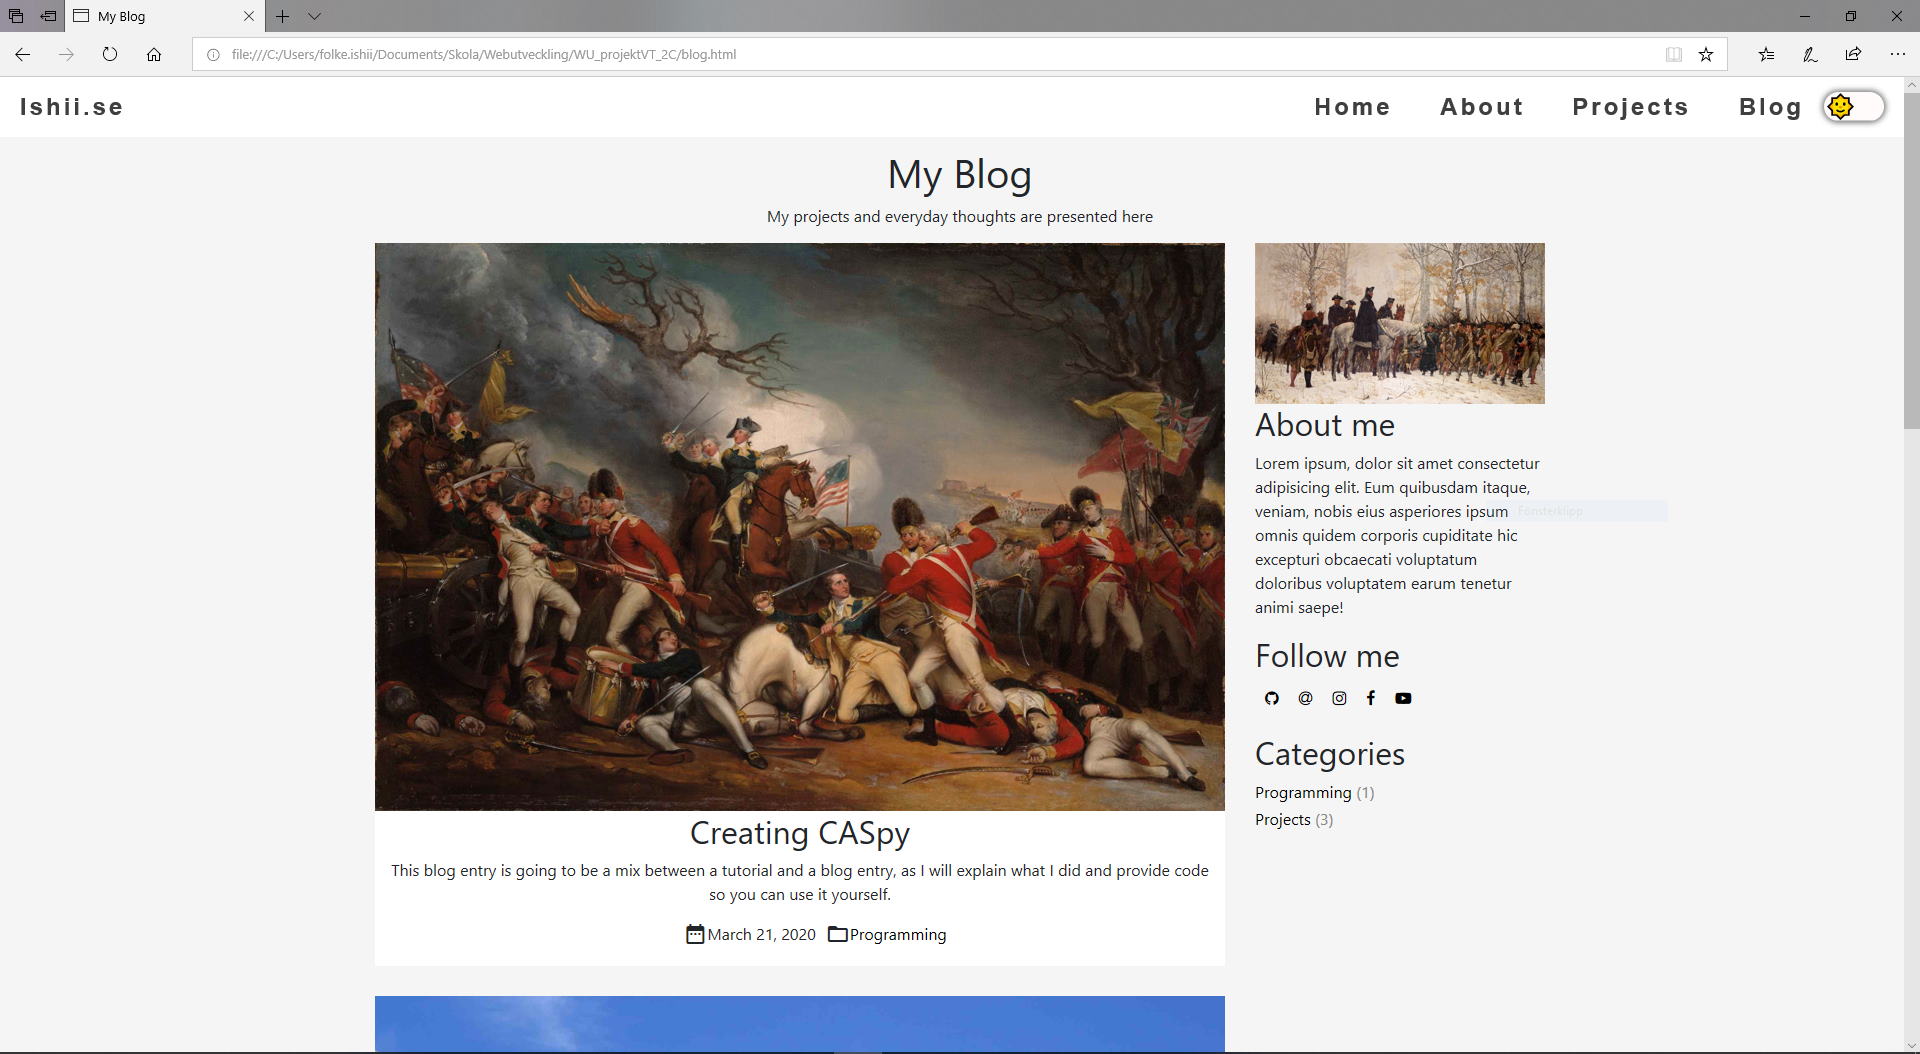 My Blog
file:///C:/Users/folke.ishii/Documents/Skola/Webutveckling/WU_projektVT_2C/blog.html
Ishii.se
Home
About
Projects
Blog
My Blog
My projects and everyday thoughts are presented here
Creating CASpy
This blog entry is going to be a mix between a tutorial and a blog entry, as I will explain what I did and provide code
so you can use it yourself.
March 21, 2020
Programming
About me
Lorem ipsum, dolor sit amet consectetur
adipisicing elit. Eum quibusdam itaque,
veniam, nobis eius asperiores ipsum
omnis quidem corporis cupiditate hic
excepturi obcaecati voluptatum
doloribus voluptatem earum tenetur
animi saepe!
Fönsterklipp
Follow me
Categories
Programming (1)
Projects (3)